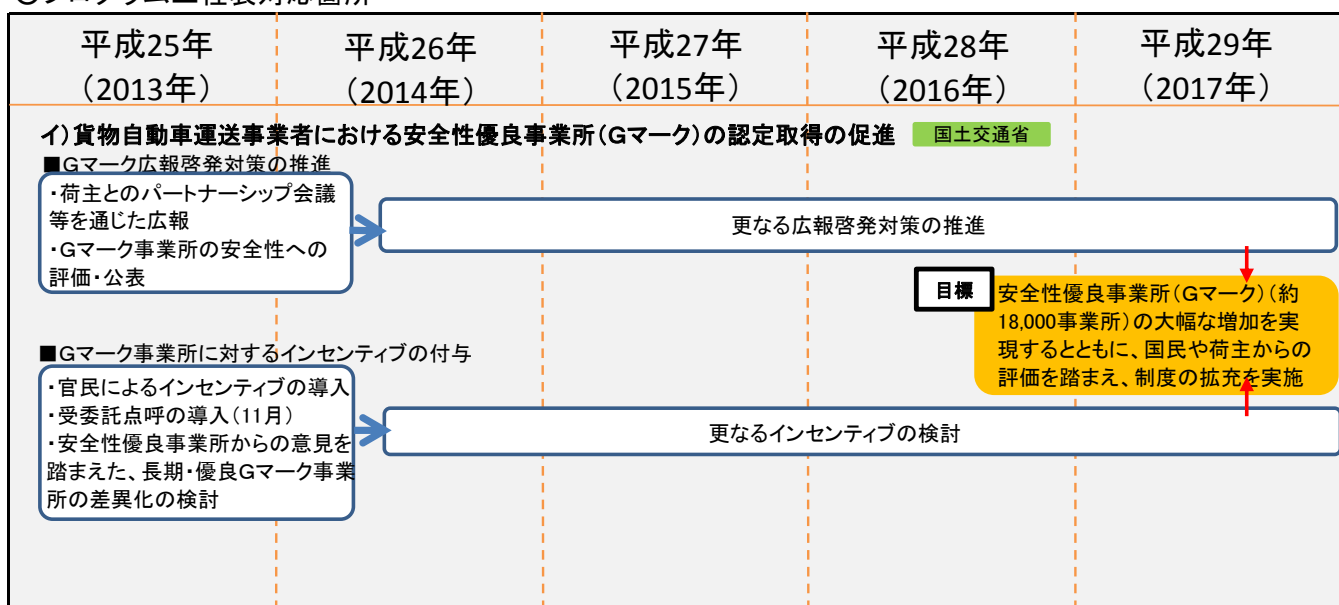 ○プログラム工程表対応箇所
平成25年
(2013年)
平成26年
(2014年)
平成27年
(2015年)
平成28年
(2016年)
平成29年
(2017年)
イ)貨物自動車運送事業者における安全性優良事業所(Gマーク)の認定取得の促進
国土交通省
■Gマーク広報啓発対策の推進
・荷主とのパートナーシップ会議
等を通じた広報
・Gマーク事業所の安全性への
評価・公表
更なる広報啓発対策の推進
目標
安全性優良事業所(Gマーク)(約
18,000事業所)の大幅な増加を実
現するとともに、国民や荷主からの
評価を踏まえ、制度の拡充を実施
■Gマーク事業所に対するインセンティブの付与
・官民によるインセンティブの導入
・受委託点呼の導入(11月)
・安全性優良事業所からの意見を
踏まえた、長期・優良Gマーク事業
所の差異化の検討
更なるインセンティブの検討